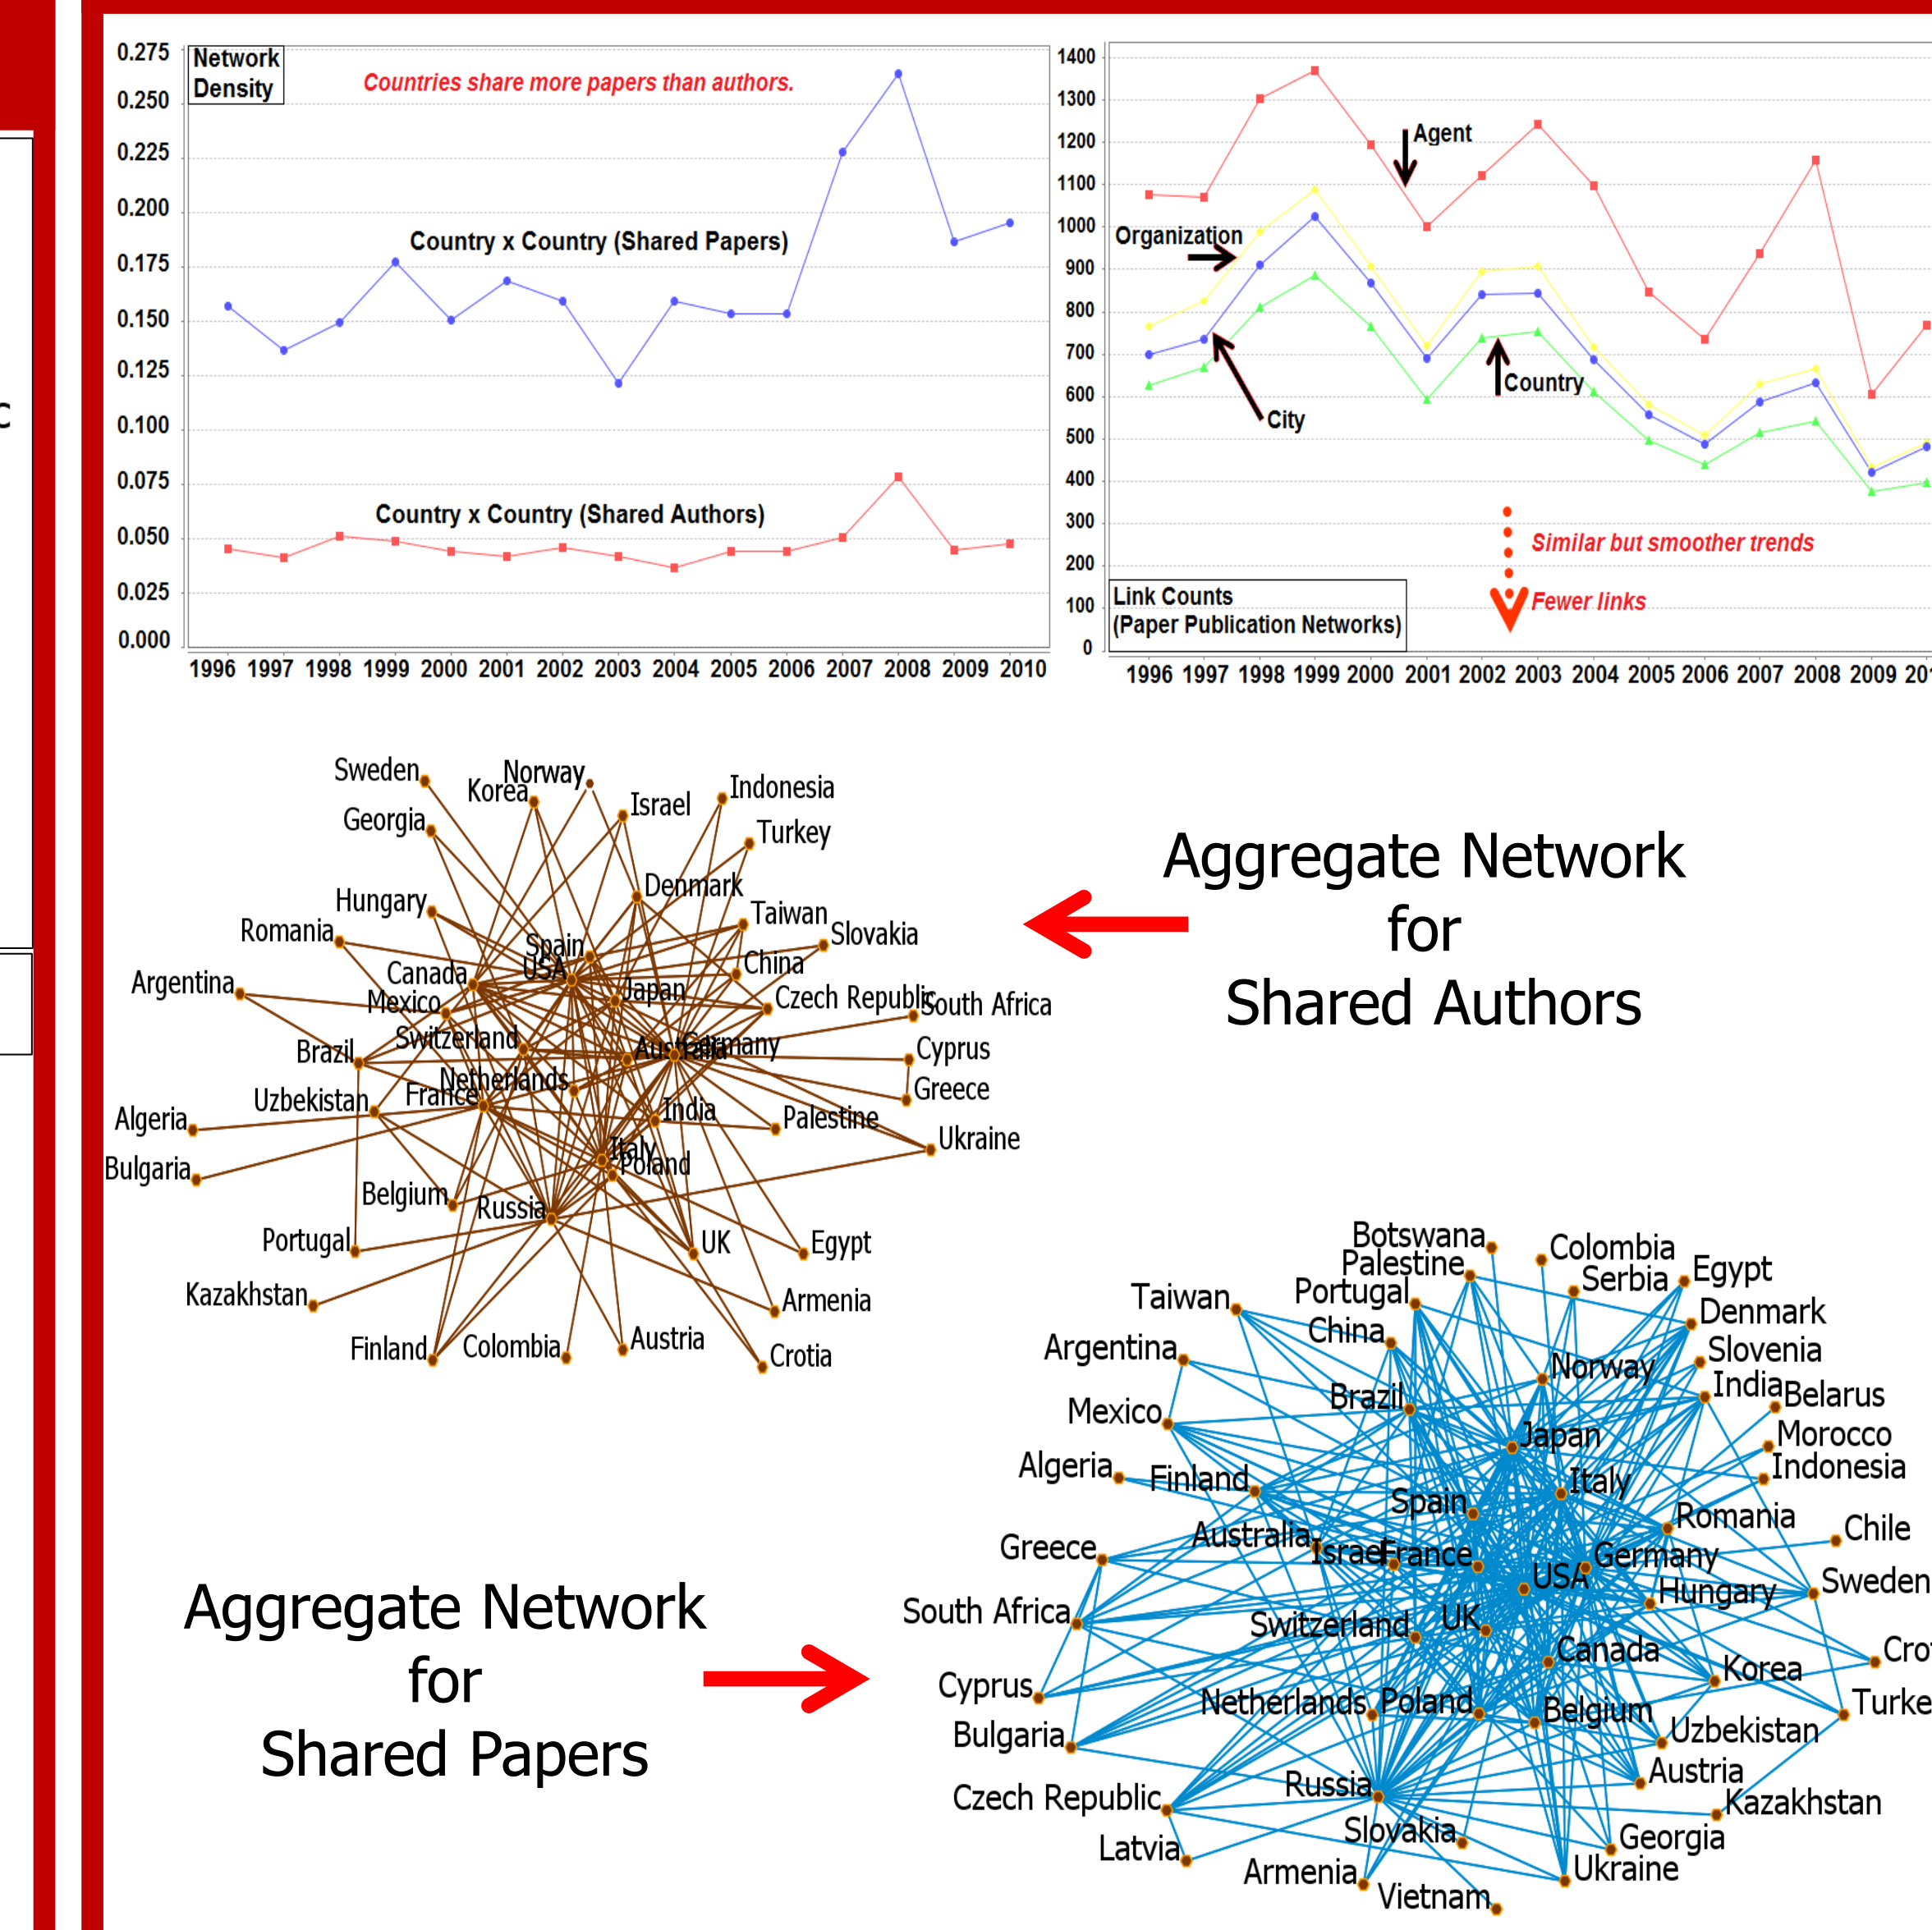 C
0.275
0.250
0.225
0.200
0.175
0.150
0.125
0.100
0.075
0.050
0.025
0.000
Network
Density
Countries share more papers than authors.
Country x Country (Shared Papers)
Country x Country (Shared Authors)
1996 1997 1998 1999 2000 2001 2002 2003 2004 2005 2006 2007 2008 2009 2010
1400
1300
1200
1100
1000
900
800
700
600
500
400
300
200
100
0
Agent
Organization
Country
City
Similar but smoother trends
Fewer links
Link Counts
(Paper Publication Networks)
1996 1997 1998 1999 2000 2001 2002 2003 2004 2005 2006 2007 2008 2009 201
Sweden
Korea
Norway
Israel
Indonesia
Georgia
Turkey
Denmark
Hungary
Taiwan
Romania
Slovakia
Spain
USA
China
Canada
Argentina
Mexico
Japan
Czech Republic
South Africa
Switzerland
Australia
Germany
Brazil
Cyprus
Netherlands
Greece
Uzbekistan
France
India
Palestine
Algeria
Ukraine
Italy
Poland
Bulgaria
Belgium
Russia
Portugal
UK
Egypt
Kazakhstan
Armenia
Finland
Colombia
Austria
Crotia
Aggregate Network
for
Shared Authors
Aggregate Network
for
Shared Papers
Botswana
Colombia
Palestine
Serbia
Egypt
Taiwan
Portugal
Denmark
China
Argentina
Slovenia
Norway
India
Belarus
Brazil
Mexico
Japan
Morocco
Algeria
Finland
Indonesia
Italy
Spain
Romania
Chile
Australia
Greece
Israel
France
Germany
USA
Sweden
Hungary
South Africa
Switzerland
UK
Canada
Cro
Korea
Cyprus
Netherlands
Poland
Belgium
Turke
Bulgaria
Uzbekistan
Russia
Austria
Czech Republic
Kazakhstan
Slovakia
Georgia
Latvia
Armenia
Ukraine
Vietnam